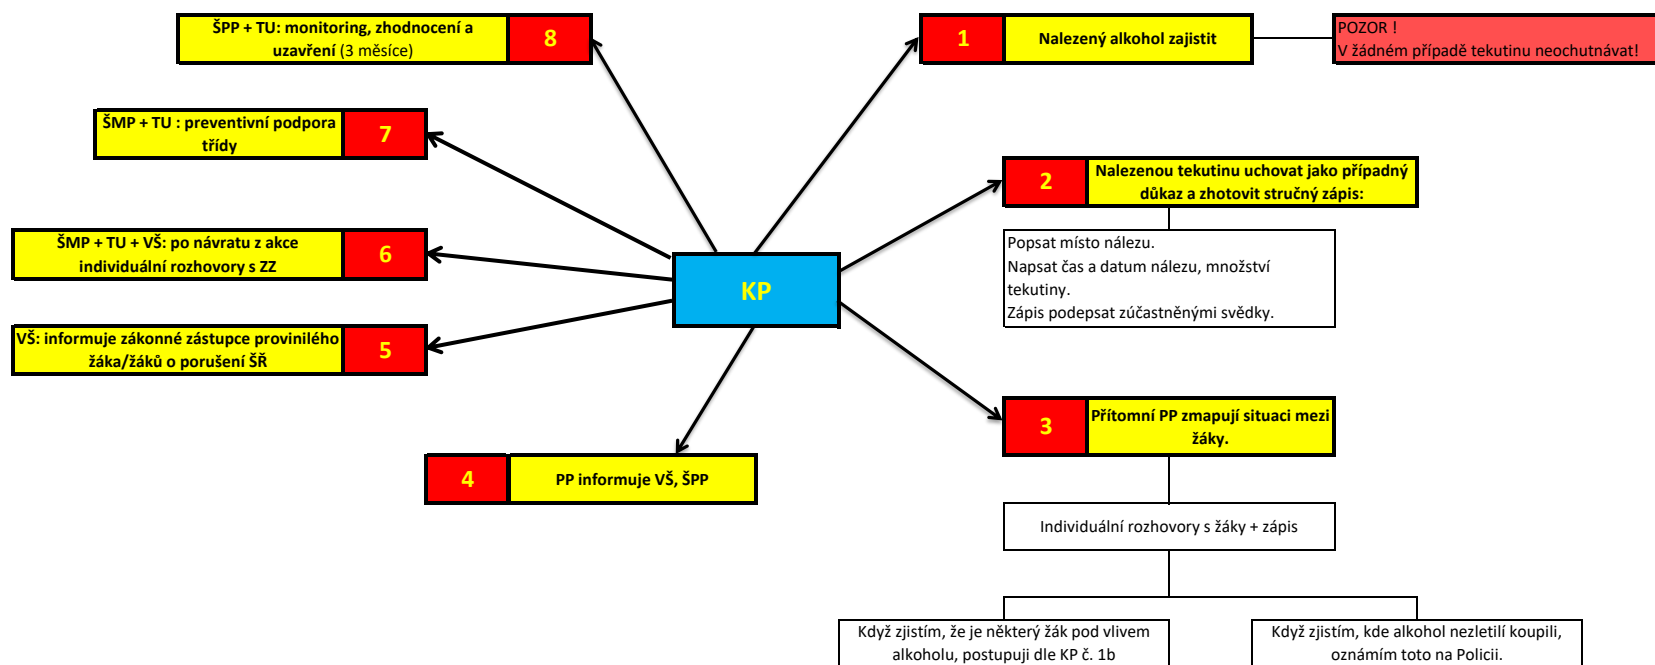 ŠPP + TU: monitoring, zhodnocení a
uzavření (3 měsíce)
8
1
Nalezený alkohol zajistit
POZOR !
V žádném případě tekutinu neochutnávat!
ŠMP + TU : preventivní podpora
třídy
7
2
Nalezenou tekutinu uchovat jako případný
důkaz a zhotovit stručný zápis:
Popsat místo nálezu.
Napsat čas a datum nálezu, množství
tekutiny.
Zápis podepsat zúčastněnými svědky.
ŠMP + TU + VŠ: po návratu z akce
individuální rozhovory s ZZ
6
KP
VŠ: informuje zákonné zástupce provinilého
žáka/žáků o porušení ŠŘ
5
3
Přítomní PP zmapují situaci mezi
žáky.
4
PP informuje VŠ, ŠPP
Individuální rozhovory s žáky + zápis
Když zjistím, že je některý žák pod vlivem
alkoholu, postupuji dle KP č. 1b
Když zjistím, kde alkohol nezletilí koupili,
oznámím toto na Policii.